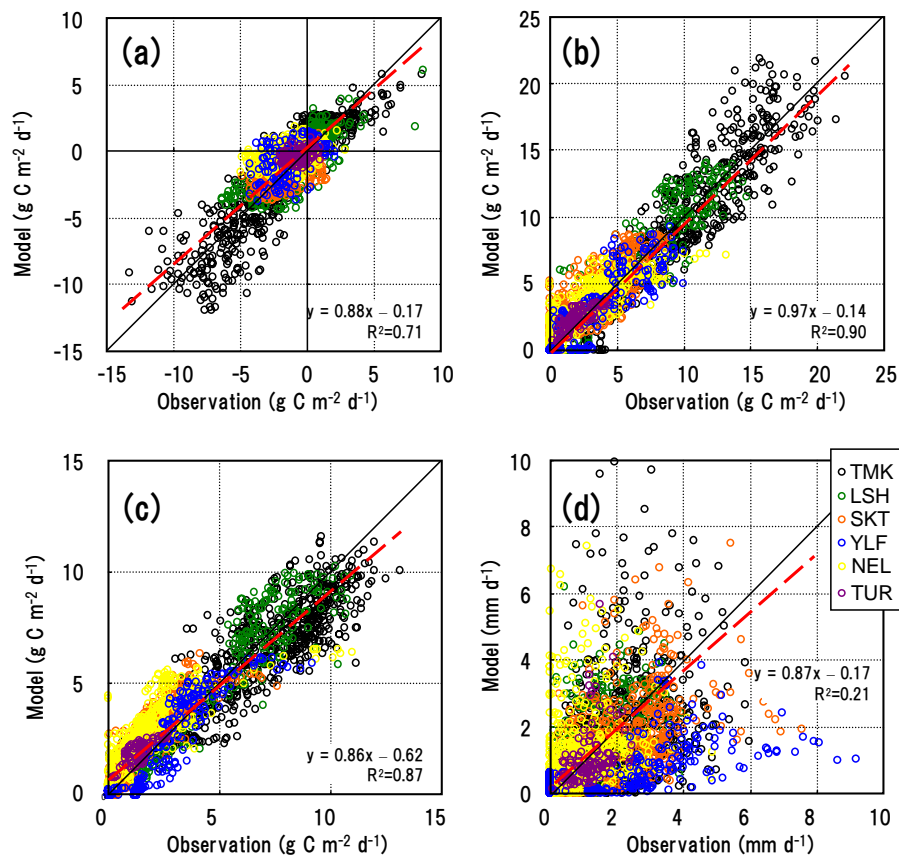 (a)
Model (g C m⁻² d⁻¹)
10
5
0
-5
-10
-15
y = 0.88x − 0.17
R²=0.71
-15 -10 -5 0 5 10
Observation (g C m⁻² d⁻¹)
(b)
Model (g C m⁻² d⁻¹)
25
20
15
10
5
0
y = 0.97x − 0.14
R²=0.90
0 5 10 15 20 25
Observation (g C m⁻² d⁻¹)
(c)
Model (g C m⁻² d⁻¹)
15
10
5
0
y = 0.86x − 0.62
R²=0.87
0 5 10 15
Observation (g C m⁻² d⁻¹)
(d)
Model (mm d⁻¹)
10
8
6
4
2
0
TMK
LSH
SKT
YLF
NEL
TUR
y = 0.87x − 0.17
R²=0.21
0 2 4 6 8 10
Observation (mm d⁻¹)